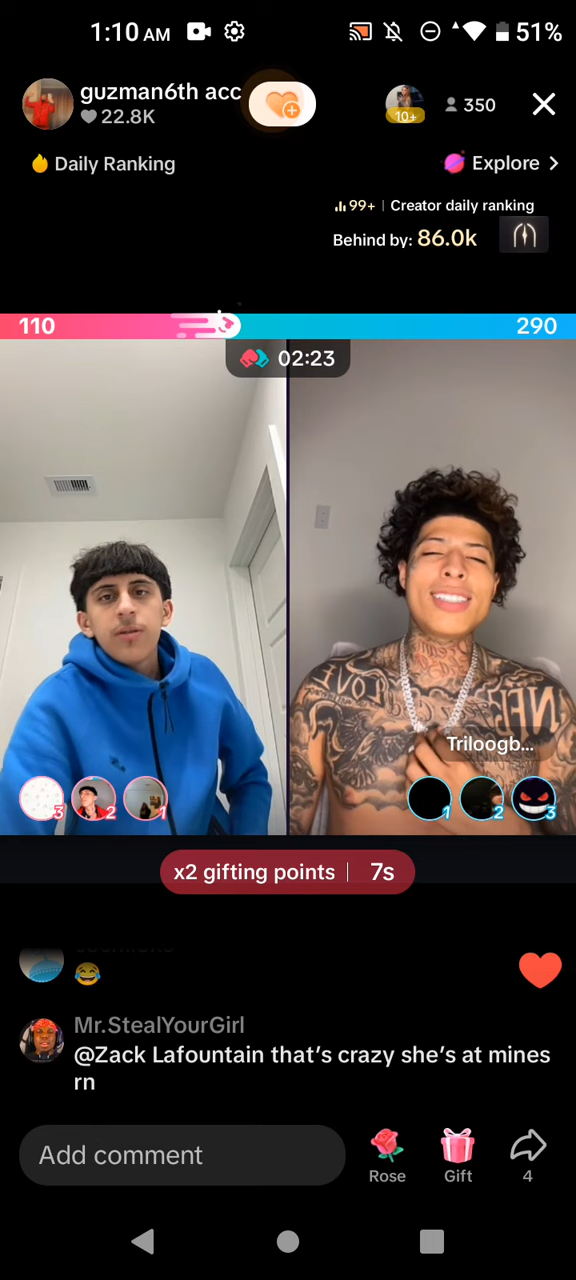 1:10 AM
51%
guzman6th acc
22.8K
10+
350
Daily Ranking
Explore >
99+ | Creator daily ranking
Behind by: 86.0k
110
290
02:23
LOVE
Triloogb...
3
2
1
1
2
3
x2 gifting points | 7s
😂
Mr.StealYourGirl
@Zack Lafountain that’s crazy she’s at mines
rn
Add comment
Rose
Gift
4